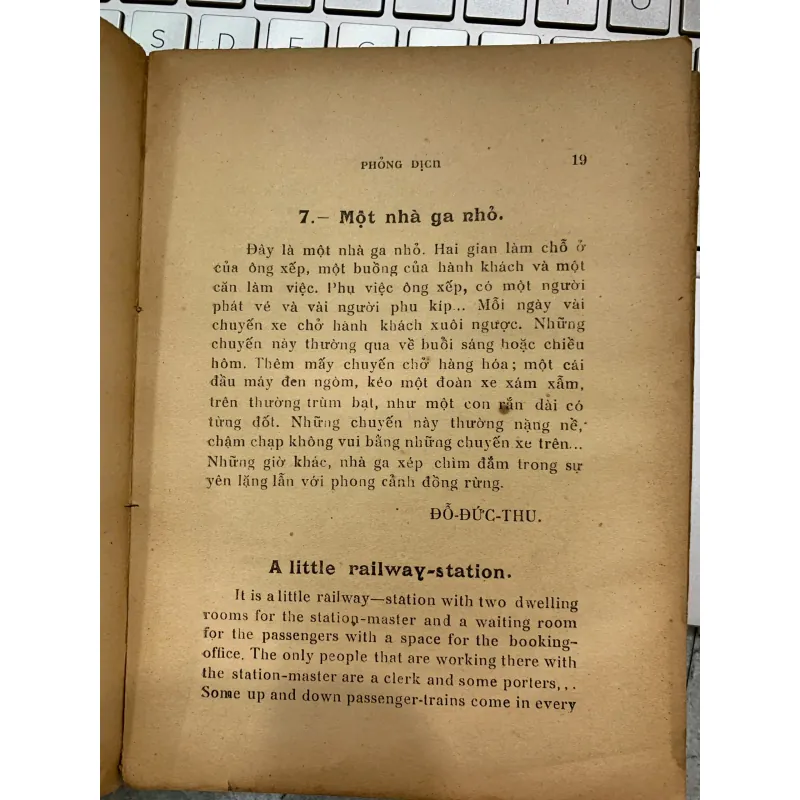 S D F
PHỎNG DỊCH 19
7.— Một nhà ga nhỏ.
Đây là một nhà ga nhỏ. Hai gian làm chỗ ở
của ông xếp, một buồng của hành khách và một
căn làm việc. Phụ việc ông xếp, có một người
phát vé và vài người phu kíp... Mỗi ngày vài
chuyến xe chở hành khách xuôi ngược. Những
chuyến này thường qua về buổi sáng hoặc chiều
hôm. Thêm mấy chuyến chở hàng hóa; một cái
đầu máy đen ngòm, kéo một đoàn xe xám xẫm,
trên thường trùm bạt, như một con rắn dài có
từng đốt. Những chuyến này thường nặng nề,
chậm chạp không vui bằng những chuyến xe trên...
Những giờ khác, nhà ga xép chìm đắm trong sự
yên lặng lẫn với phong cảnh đồng rừng.
ĐỖ-ĐỨC-THU.
A little railway-station.
It is a little railway—station with two dwelling
rooms for the station-master and a waiting room
for the passengers with a space for the booking-
office. The only people that are working there with
the station-master are a clerk and some porters,..
Some up and down passenger-trains come in every